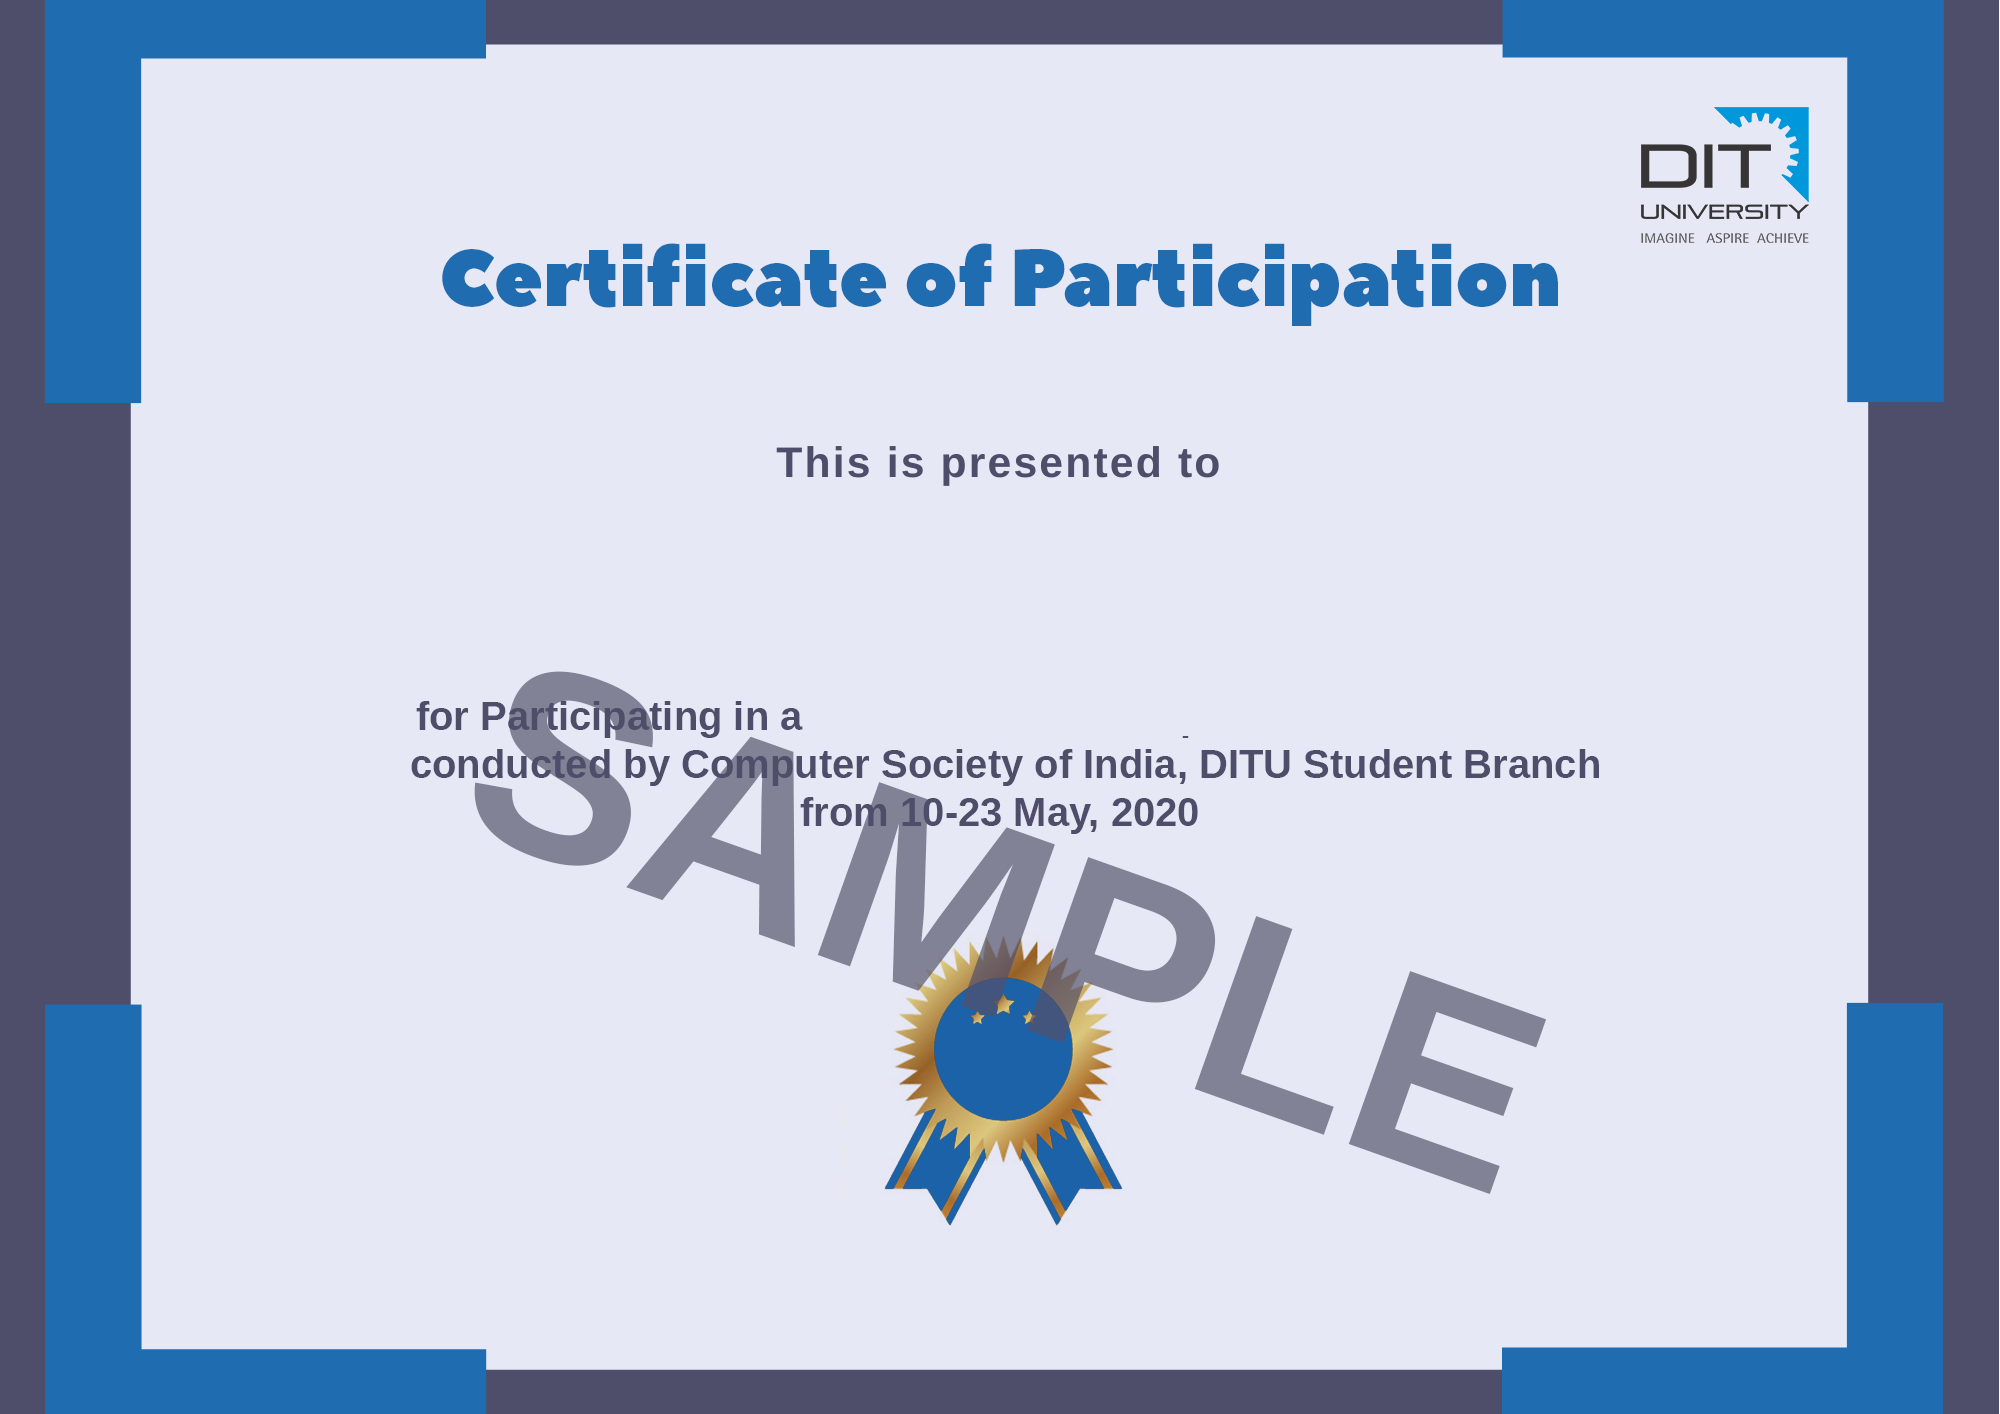 DIT
UNIVERSITY
IMAGINE ASPIRE ACHIEVE
Certificate of Participation
This is presented to
for Participating in a
conducted by Computer Society of India, DITU Student Branch
from 10-23 May, 2020
SAMPLE